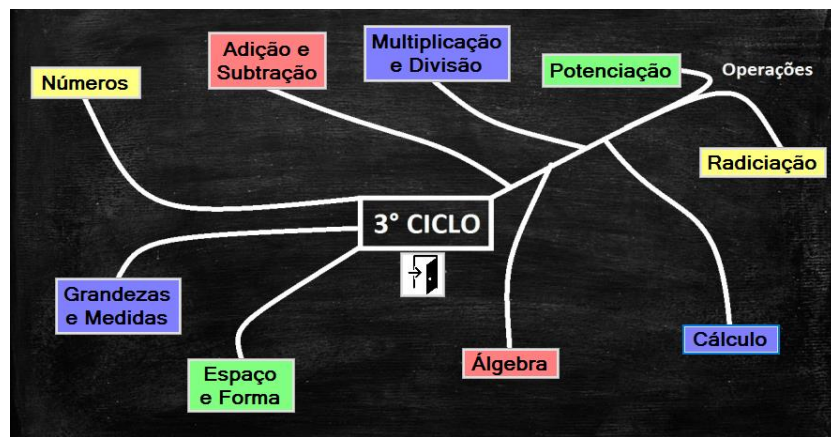 Números
Adição e
Subtração
Multiplicação
e Divisão
Potenciação
Operações
Radiciação
3° CICLO
Grandezas
e Medidas
Espaço
e Forma
Álgebra
Cálculo